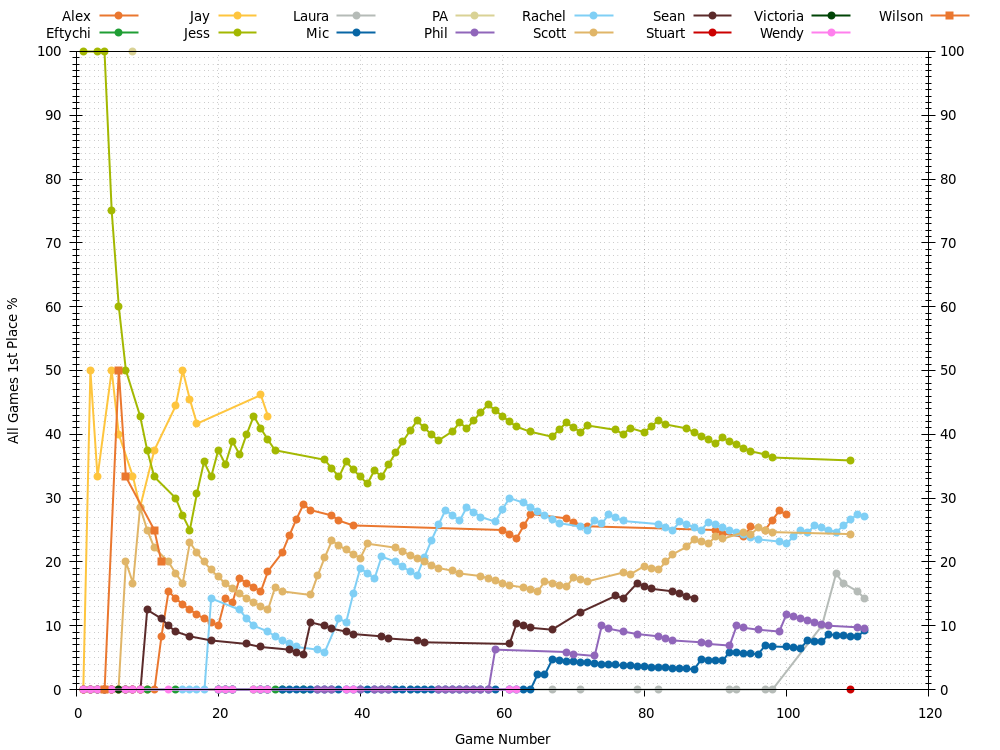 Alex Jay Laura PA Rachel Sean Victoria Wilson
Eftychi Jess Mic Phil Scott Stuart Wendy
100 100
90 90
80 80
70 70
60 60
50 50
40 40
30 30
20 20
10 10
0 0
All Games 1st Place %
0 20 40 60 80 100 120
Game Number